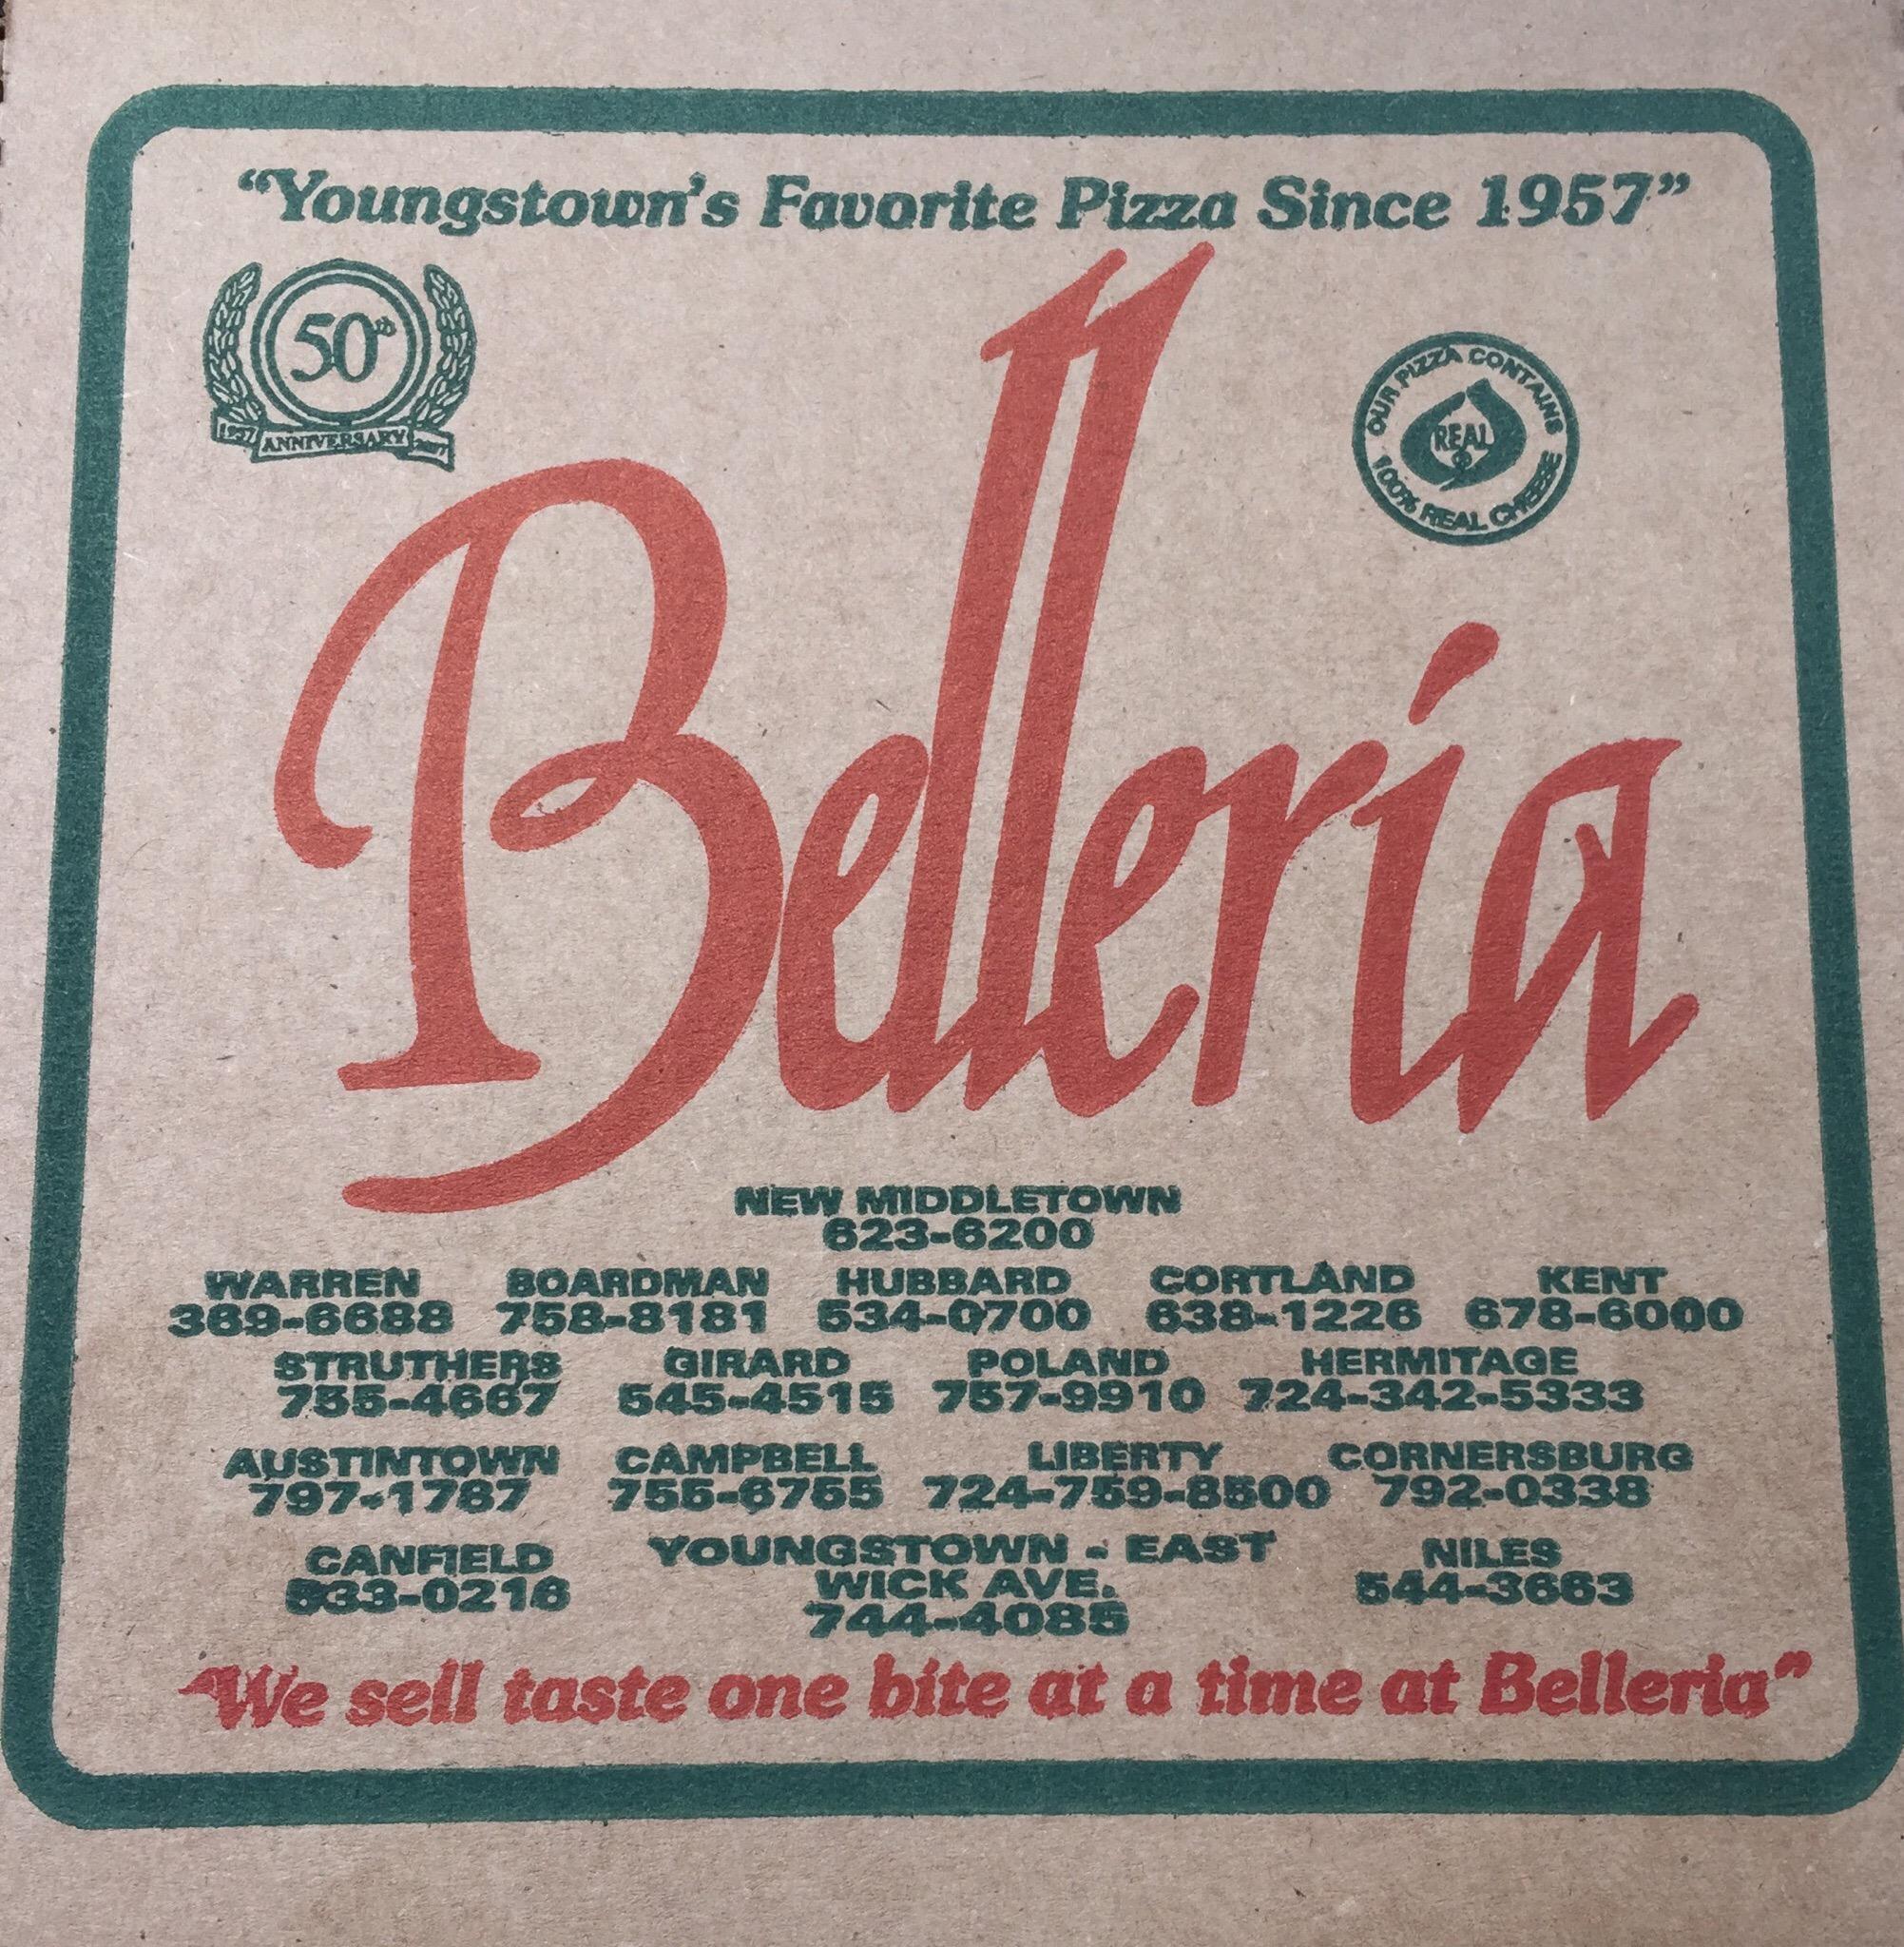 “Youngstown's Favorite Pizza Since 1957”
50th
1957 ANNIVERSARY 2007
OUR PIZZA CONTAINS
REAL
100% REAL CHEESE
Belleria
NEW MIDDLETOWN
623-6200
WARREN BOARDMAN HUBBARD CORTLAND KENT
369-6688 758-8181 534-0700 638-1226 678-6000
STRUTHERS GIRARD POLAND HERMITAGE
755-4667 545-4515 757-9910 724-342-5333
AUSTINTOWN CAMPBELL LIBERTY CORNERSBURG
797-1787 755-6755 724-759-8500 792-0338
CANFIELD YOUNGSTOWN - EAST NILES
533-0216 WICK AVE. 544-3663
744-4085
“We sell taste one bite at a time at Belleria”